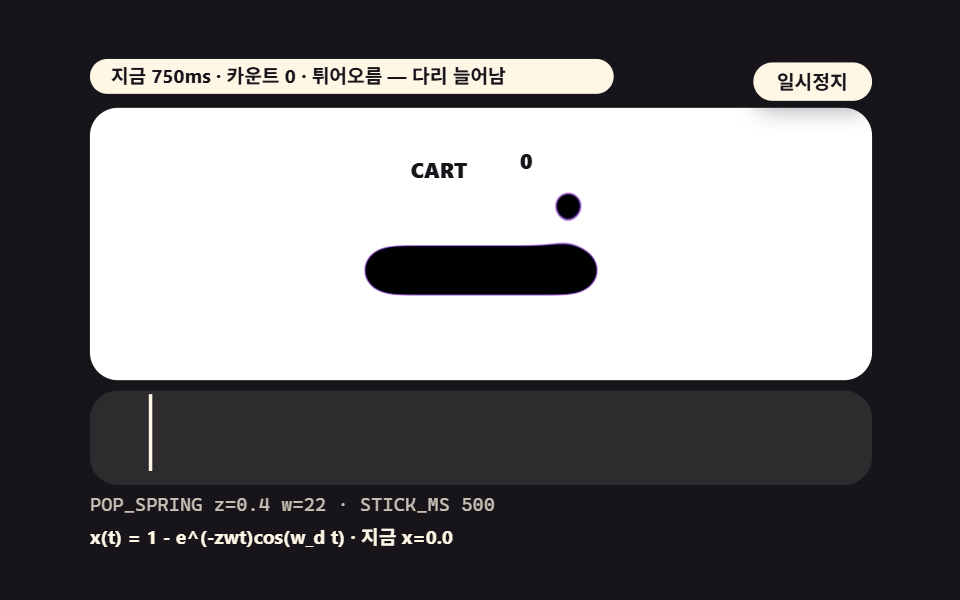 지금 750ms · 카운트 0 · 튀어오름 — 다리 늘어남
일시정지
CART 0
POP_SPRING z=0.4 w=22 · STICK_MS 500
x(t) = 1 - e^(-zwt)cos(w_d t) · 지금 x=0.0